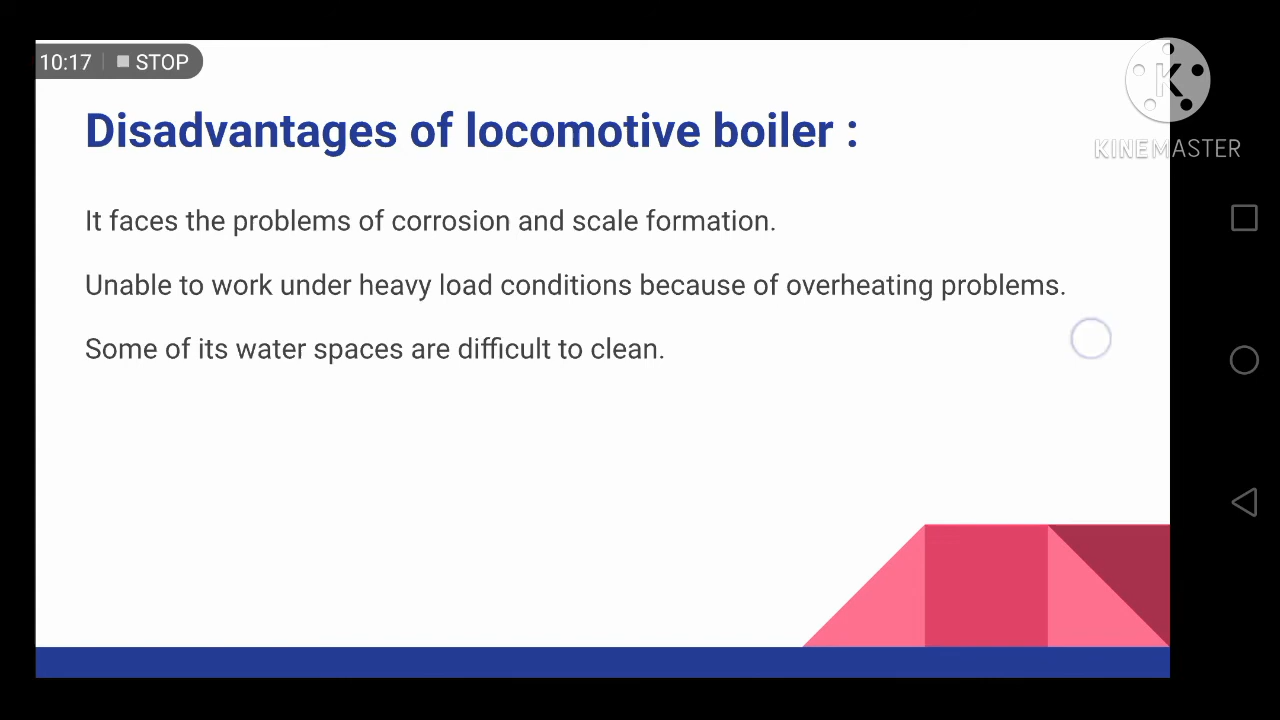 10:17 STOP
KINEMASTER
Disadvantages of locomotive boiler :
It faces the problems of corrosion and scale formation.
Unable to work under heavy load conditions because of overheating problems.
Some of its water spaces are difficult to clean.